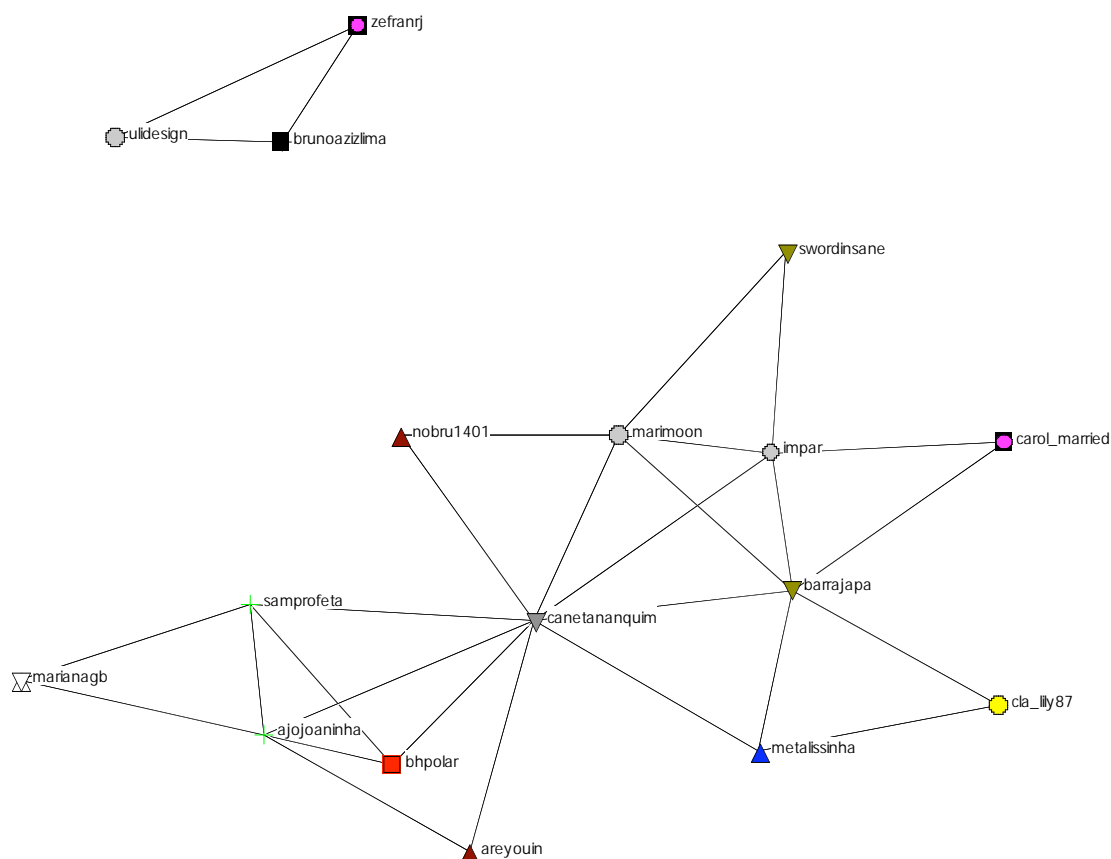 zefranrj
ulidesign
brunoazizlima
swordinsane
nobru1401
marimoon
impar
carol_married
barrajapa
samprofeta
canetananquim
marianagb
cla_lily87
ajojoaninha
metalissinha
bhpolar
areyouin